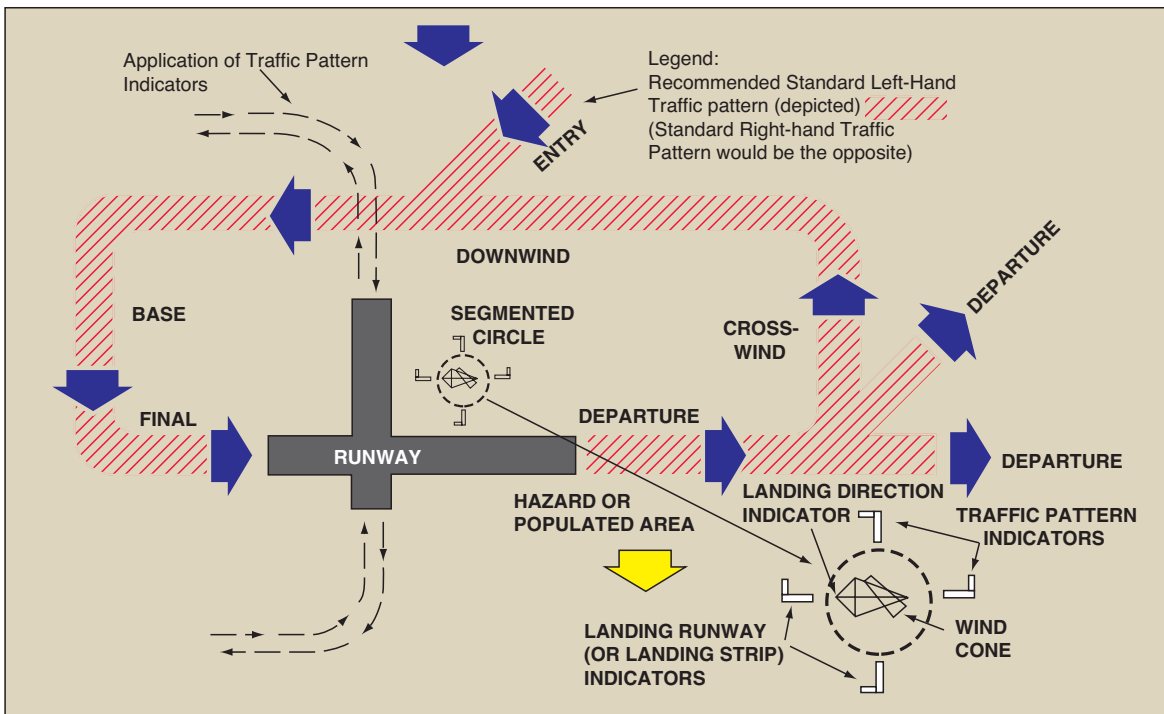 Application of Traffic Pattern
Indicators
Legend:
Recommended Standard Left-Hand
Traffic pattern (depicted)
(Standard Right-hand Traffic
Pattern would be the opposite)
ENTRY
DOWNWIND
BASE
SEGMENTED
CIRCLE
CROSS-
WIND
DEPARTURE
FINAL
DEPARTURE
RUNWAY
DEPARTURE
HAZARD OR
POPULATED AREA
LANDING DIRECTION
INDICATOR
TRAFFIC PATTERN
INDICATORS
LANDING RUNWAY
(OR LANDING STRIP)
INDICATORS
WIND
CONE